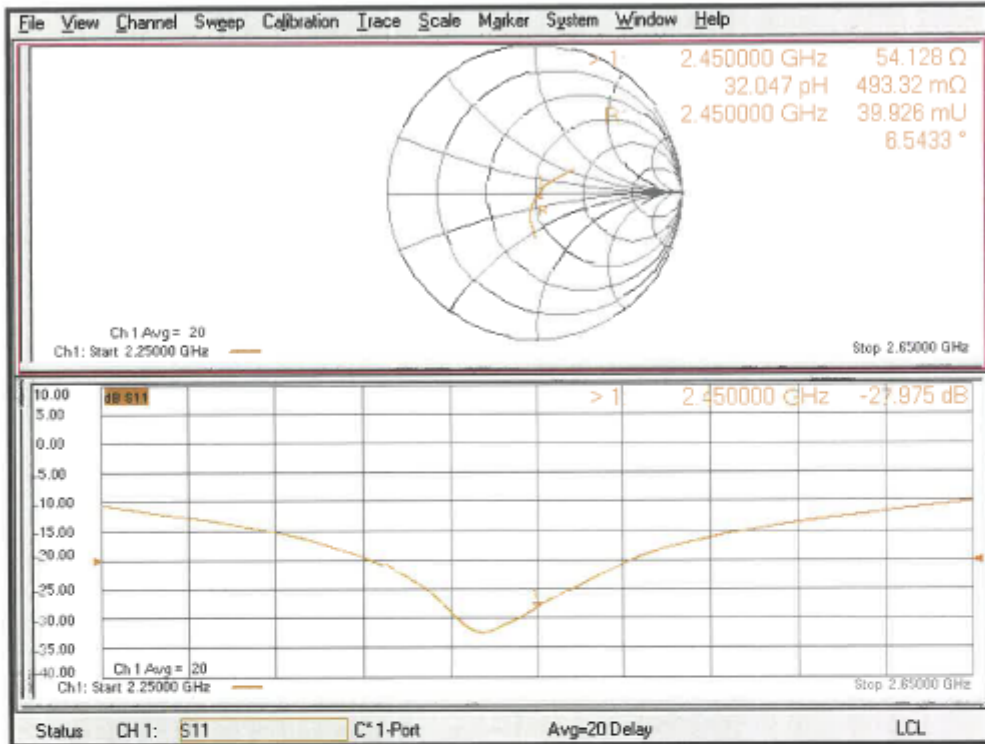 File View Channel Sweep Calibration Trace Scale Marker System Window Help
> 1: 2.450000 GHz 54.128 Ω
32.047 pH 493.32 mΩ
R: 2.450000 GHz 39.926 mU
6.5433 °
Ch 1 Avg = 20
Ch1: Start 2.25000 GHz
Stop 2.65000 GHz
10.00
dB S11
> 1: 2.450000 GHz -27.975 dB
5.00
0.00
-5.00
-10.00
-15.00
-20.00
-25.00
1
-30.00
-35.00
-40.00
Ch 1 Avg = 20
Ch1: Start 2.25000 GHz
Stop 2.65000 GHz
Status CH 1: S11 C* 1-Port Avg=20 Delay LCL